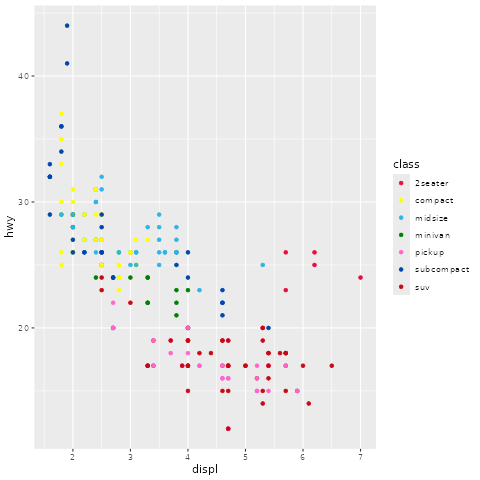 40
30
20
hwy
2
3
4
5
6
7
displ
class
2seater
compact
midsize
minivan
pickup
subcompact
suv